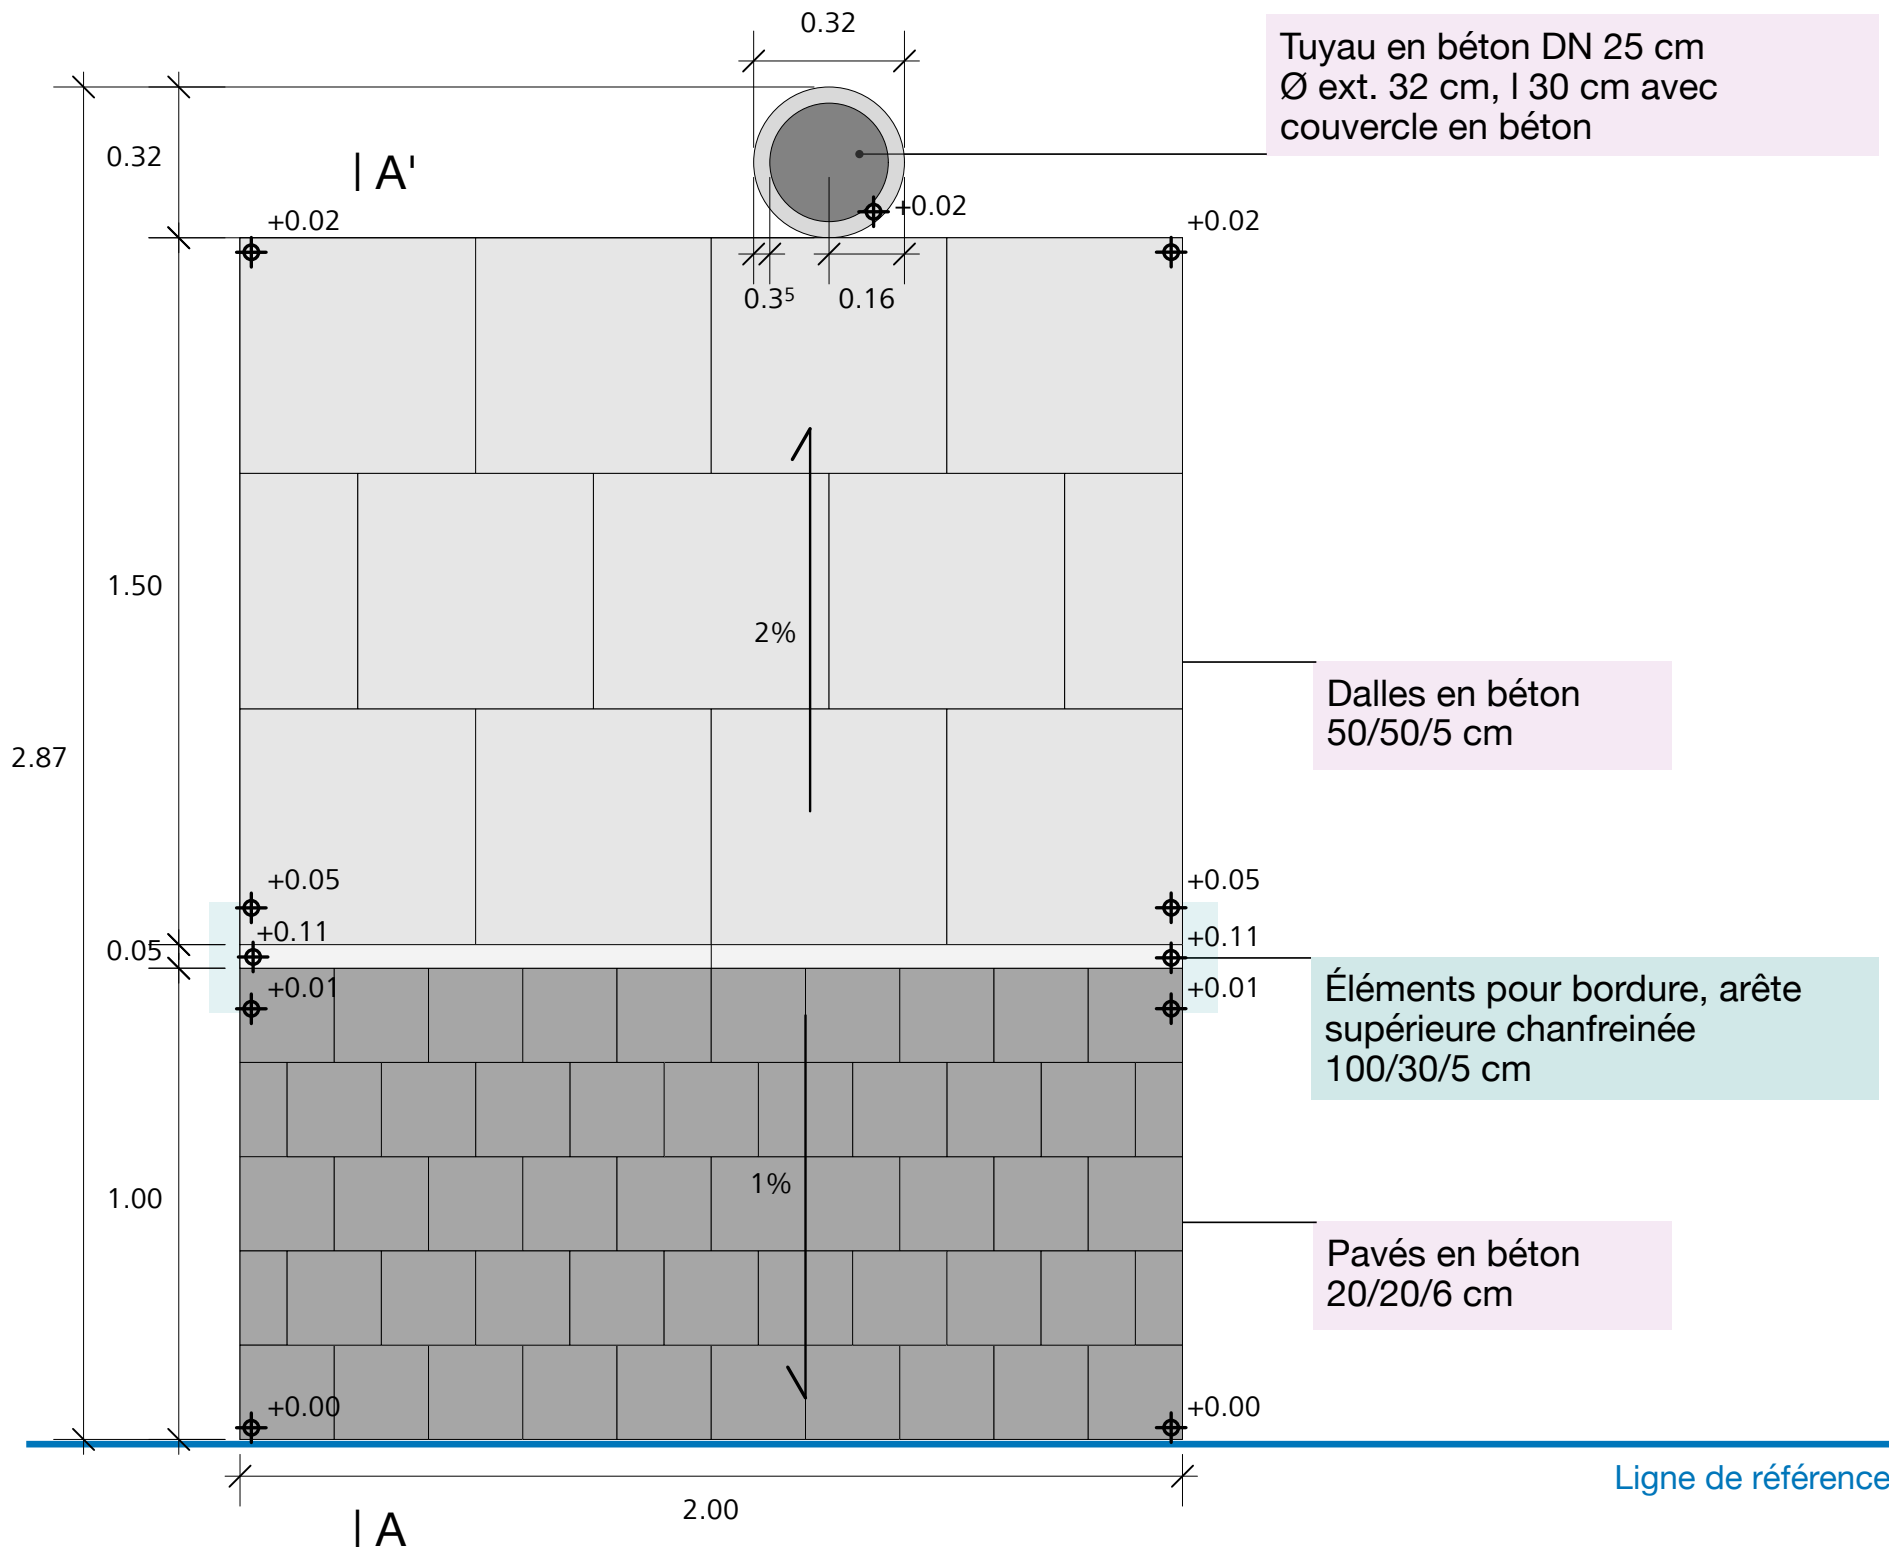 0.32
Tuyau en béton DN 25 cm
Ø ext. 32 cm, l 30 cm avec
couvercle en béton
0.32
| A'
+0.02
+0.02
+0.02
0.3⁵
0.16
1.50
2%
Dalles en béton
50/50/5 cm
2.87
+0.05
+0.05
+0.11
+0.11
0.05
+0.01
+0.01
Éléments pour bordure, arête
supérieure chanfreinée
100/30/5 cm
1.00
1%
Pavés en béton
20/20/6 cm
+0.00
+0.00
Ligne de référence
2.00
| A